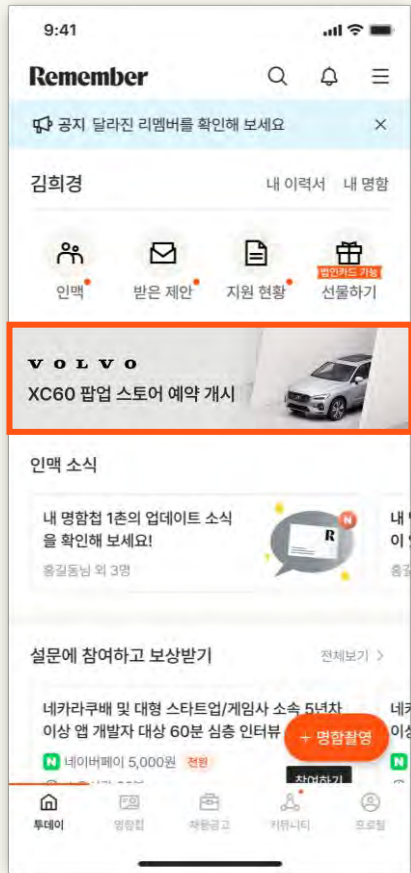 9:41
Remember
공지 달라진 리멤버를 확인해 보세요
김희경
내 이력서 내 명함
법인카드 가능
인맥 받은 제안 지원 현황 선물하기
VOLVO
XC60 팝업 스토어 예약 개시
인맥 소식
내 명함첩 1촌의 업데이트 소식
을 확인해 보세요!
홍길동님 외 3명
N
R
설문에 참여하고 보상받기
전체보기
네카라쿠배 및 대형 스타트업/게임사 소속 5년차
이상 앱 개발자 대상 60분 심층 인터뷰
+ 명함촬영
N 네이버페이 5,000원 전원
참여하기
투데이 명함첩 채용공고 커뮤니티 프로필